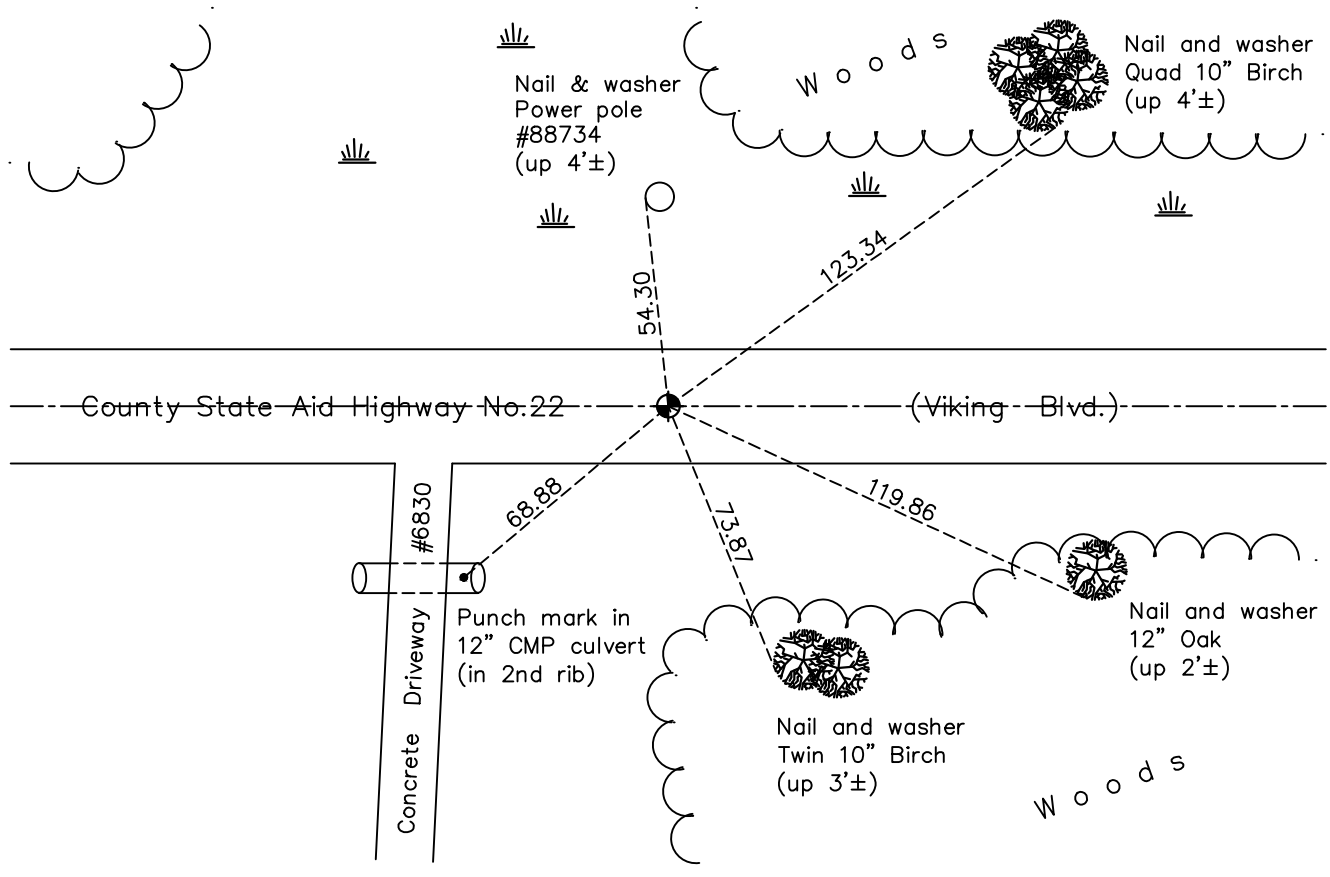 Woods
Nail and washer
Quad 10" Birch
(up 4'±)
Nail & washer
Power pole
#88734
(up 4'±)
123.34
54.30
County State Aid Highway No.22
(Viking Blvd.)
#6830
68.88
73.87
119.86
Punch mark in
12" CMP culvert
(in 2nd rib)
Nail and washer
12" Oak
(up 2'±)
Concrete Driveway
Nail and washer
Twin 10" Birch
(up 3'±)
Woods